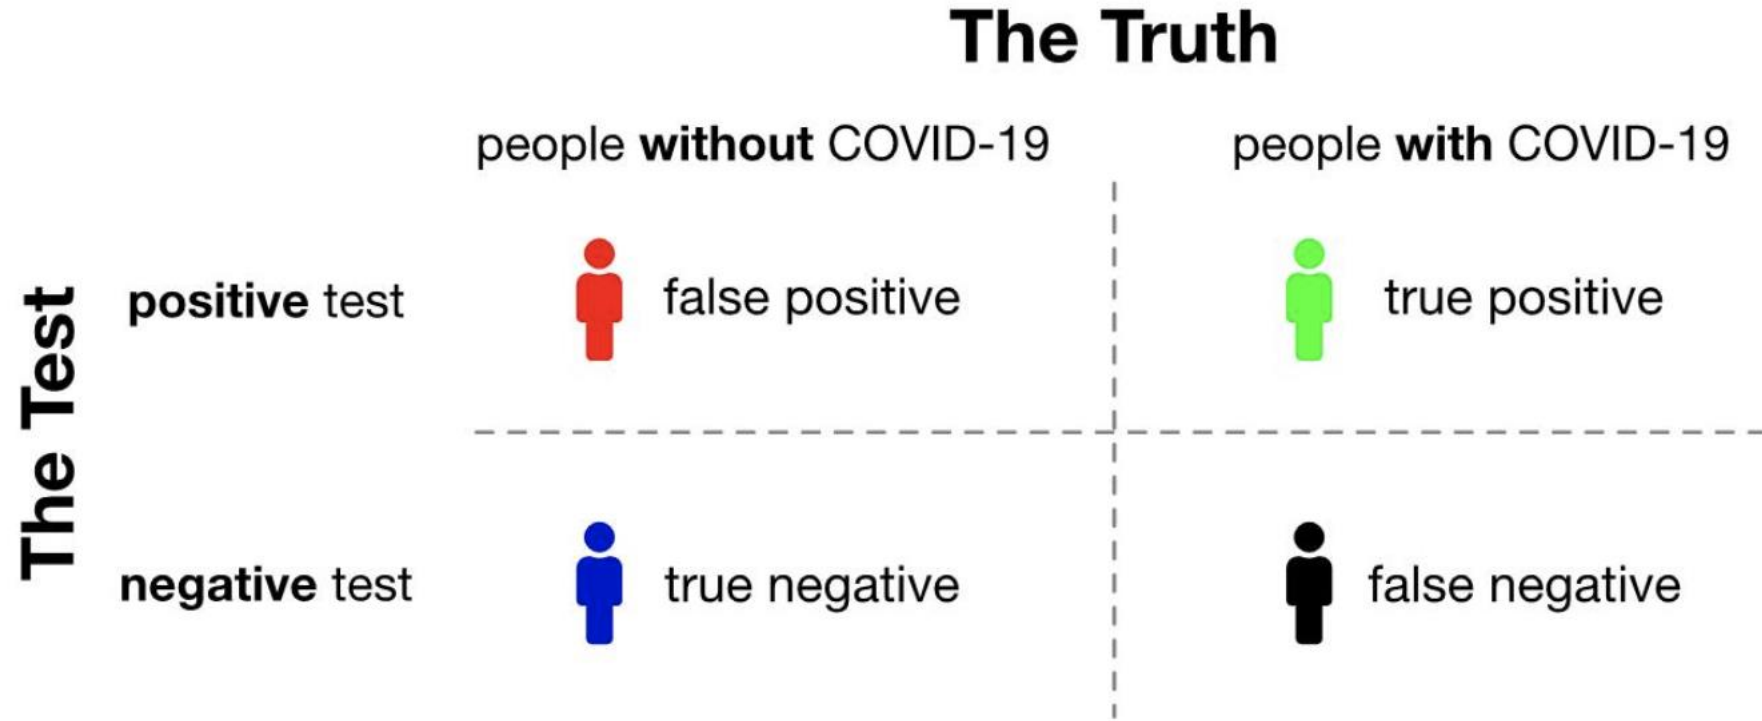 The Truth
people without COVID-19
people with COVID-19
The Test
positive test
false positive
true positive
negative test
true negative
false negative